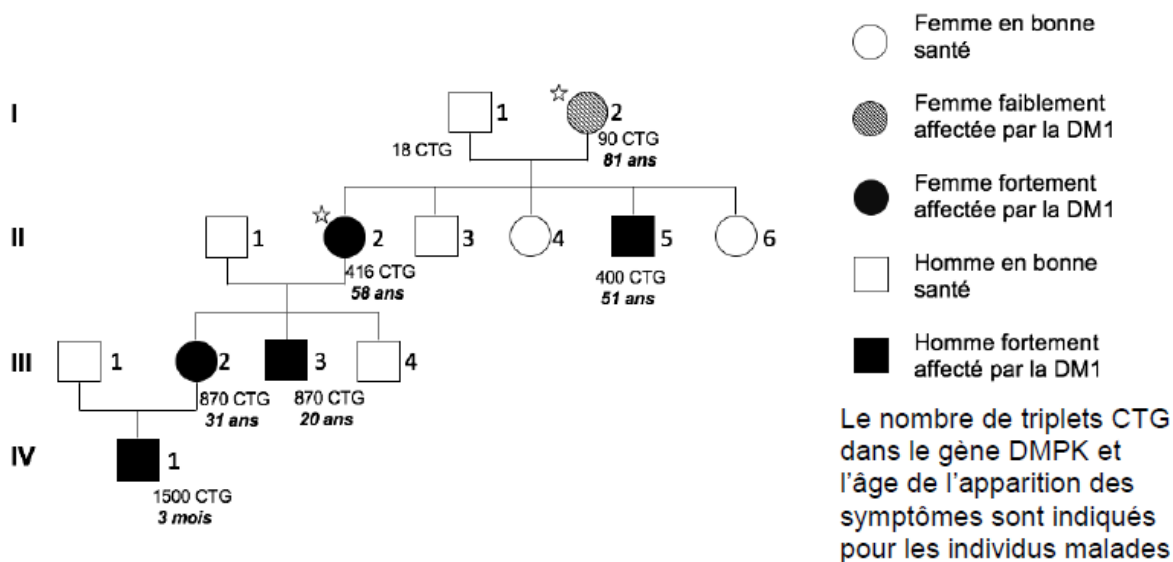 I
1
2
18 CTG
90 CTG
81 ans
II
1
2
3
4
5
6
416 CTG
58 ans
400 CTG
51 ans
III
1
2
3
4
870 CTG
31 ans
870 CTG
20 ans
IV
1
1500 CTG
3 mois
Femme en bonne
santé
Femme faiblement
affectée par la DM1
Femme fortement
affectée par la DM1
Homme en bonne
santé
Homme fortement
affecté par la DM1
Le nombre de triplets CTG
dans le gène DMPK et
l'âge de l'apparition des
symptômes sont indiqués
pour les individus malades